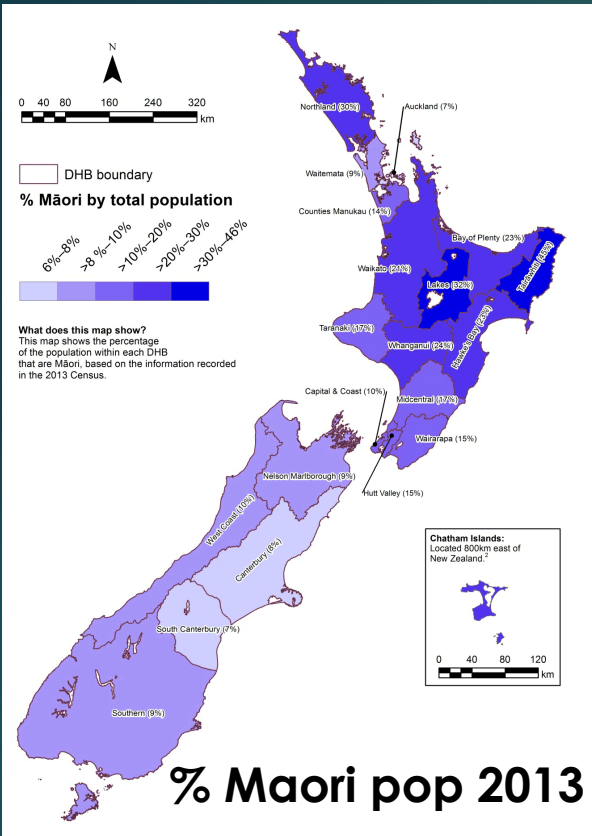 N
0 40 80 160 240 320
km
DHB boundary
% Māori by total population
6%–8%
>8 %–10%
>10%–20%
>20%–30%
>30%–46%
What does this map show?
This map shows the percentage
of the population within each DHB
that are Māori, based on the information recorded
in the 2013 Census.
Northland (30%)
Auckland (7%)
Waitemata (9%)
Counties Manukau (14%)
Bay of Plenty (23%)
Waikato (21%)
Lakes (32%)
Taranaki (17%)
Whanganui (24%)
Hawke's Bay (23%)
Capital & Coast (10%)
Midcentral (17%)
Wairarapa (15%)
Hutt Valley (15%)
Nelson Marlborough (9%)
West Coast (10%)
Canterbury (8%)
South Canterbury (7%)
Southern (9%)
Chatham Islands:
Located 800km east of
New Zealand.2
0 40 80 120
km
% Maori pop 2013